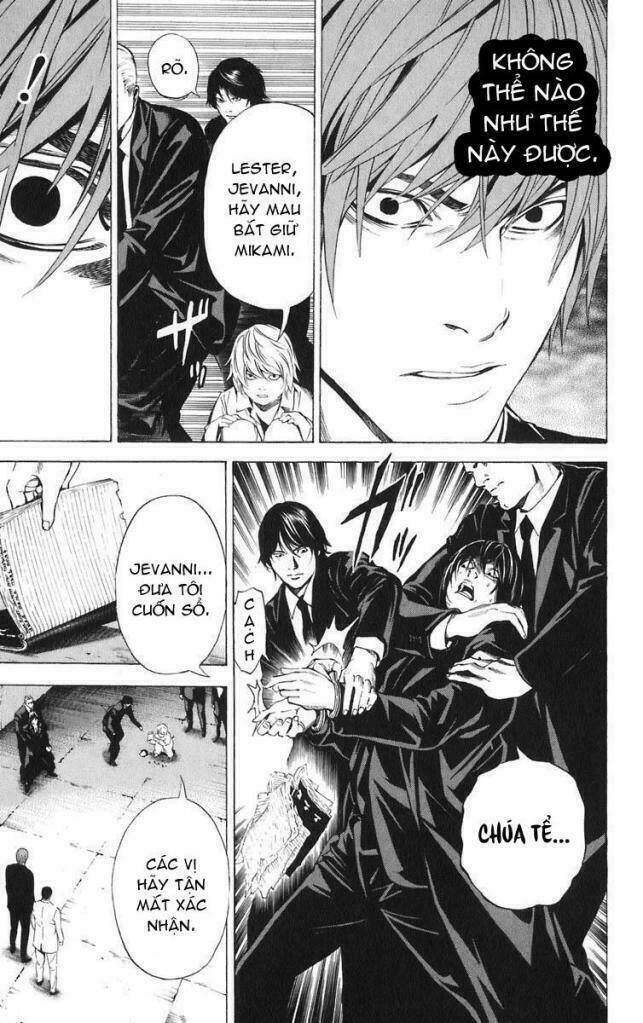 KHÔNG
THỂ NÀO
NHƯ THẾ
NÀY ĐƯỢC.
RÕ.
LESTER,
JEVANNI,
HÃY MAU
BẮT GIỮ
MIKAMI.
!
CẠCH
CHÚA TỂ...
JEVANNI...
ĐƯA TÔI
CUỐN SỔ.
CÁC VỊ
HÃY TẬN
MẮT XÁC
NHẬN.